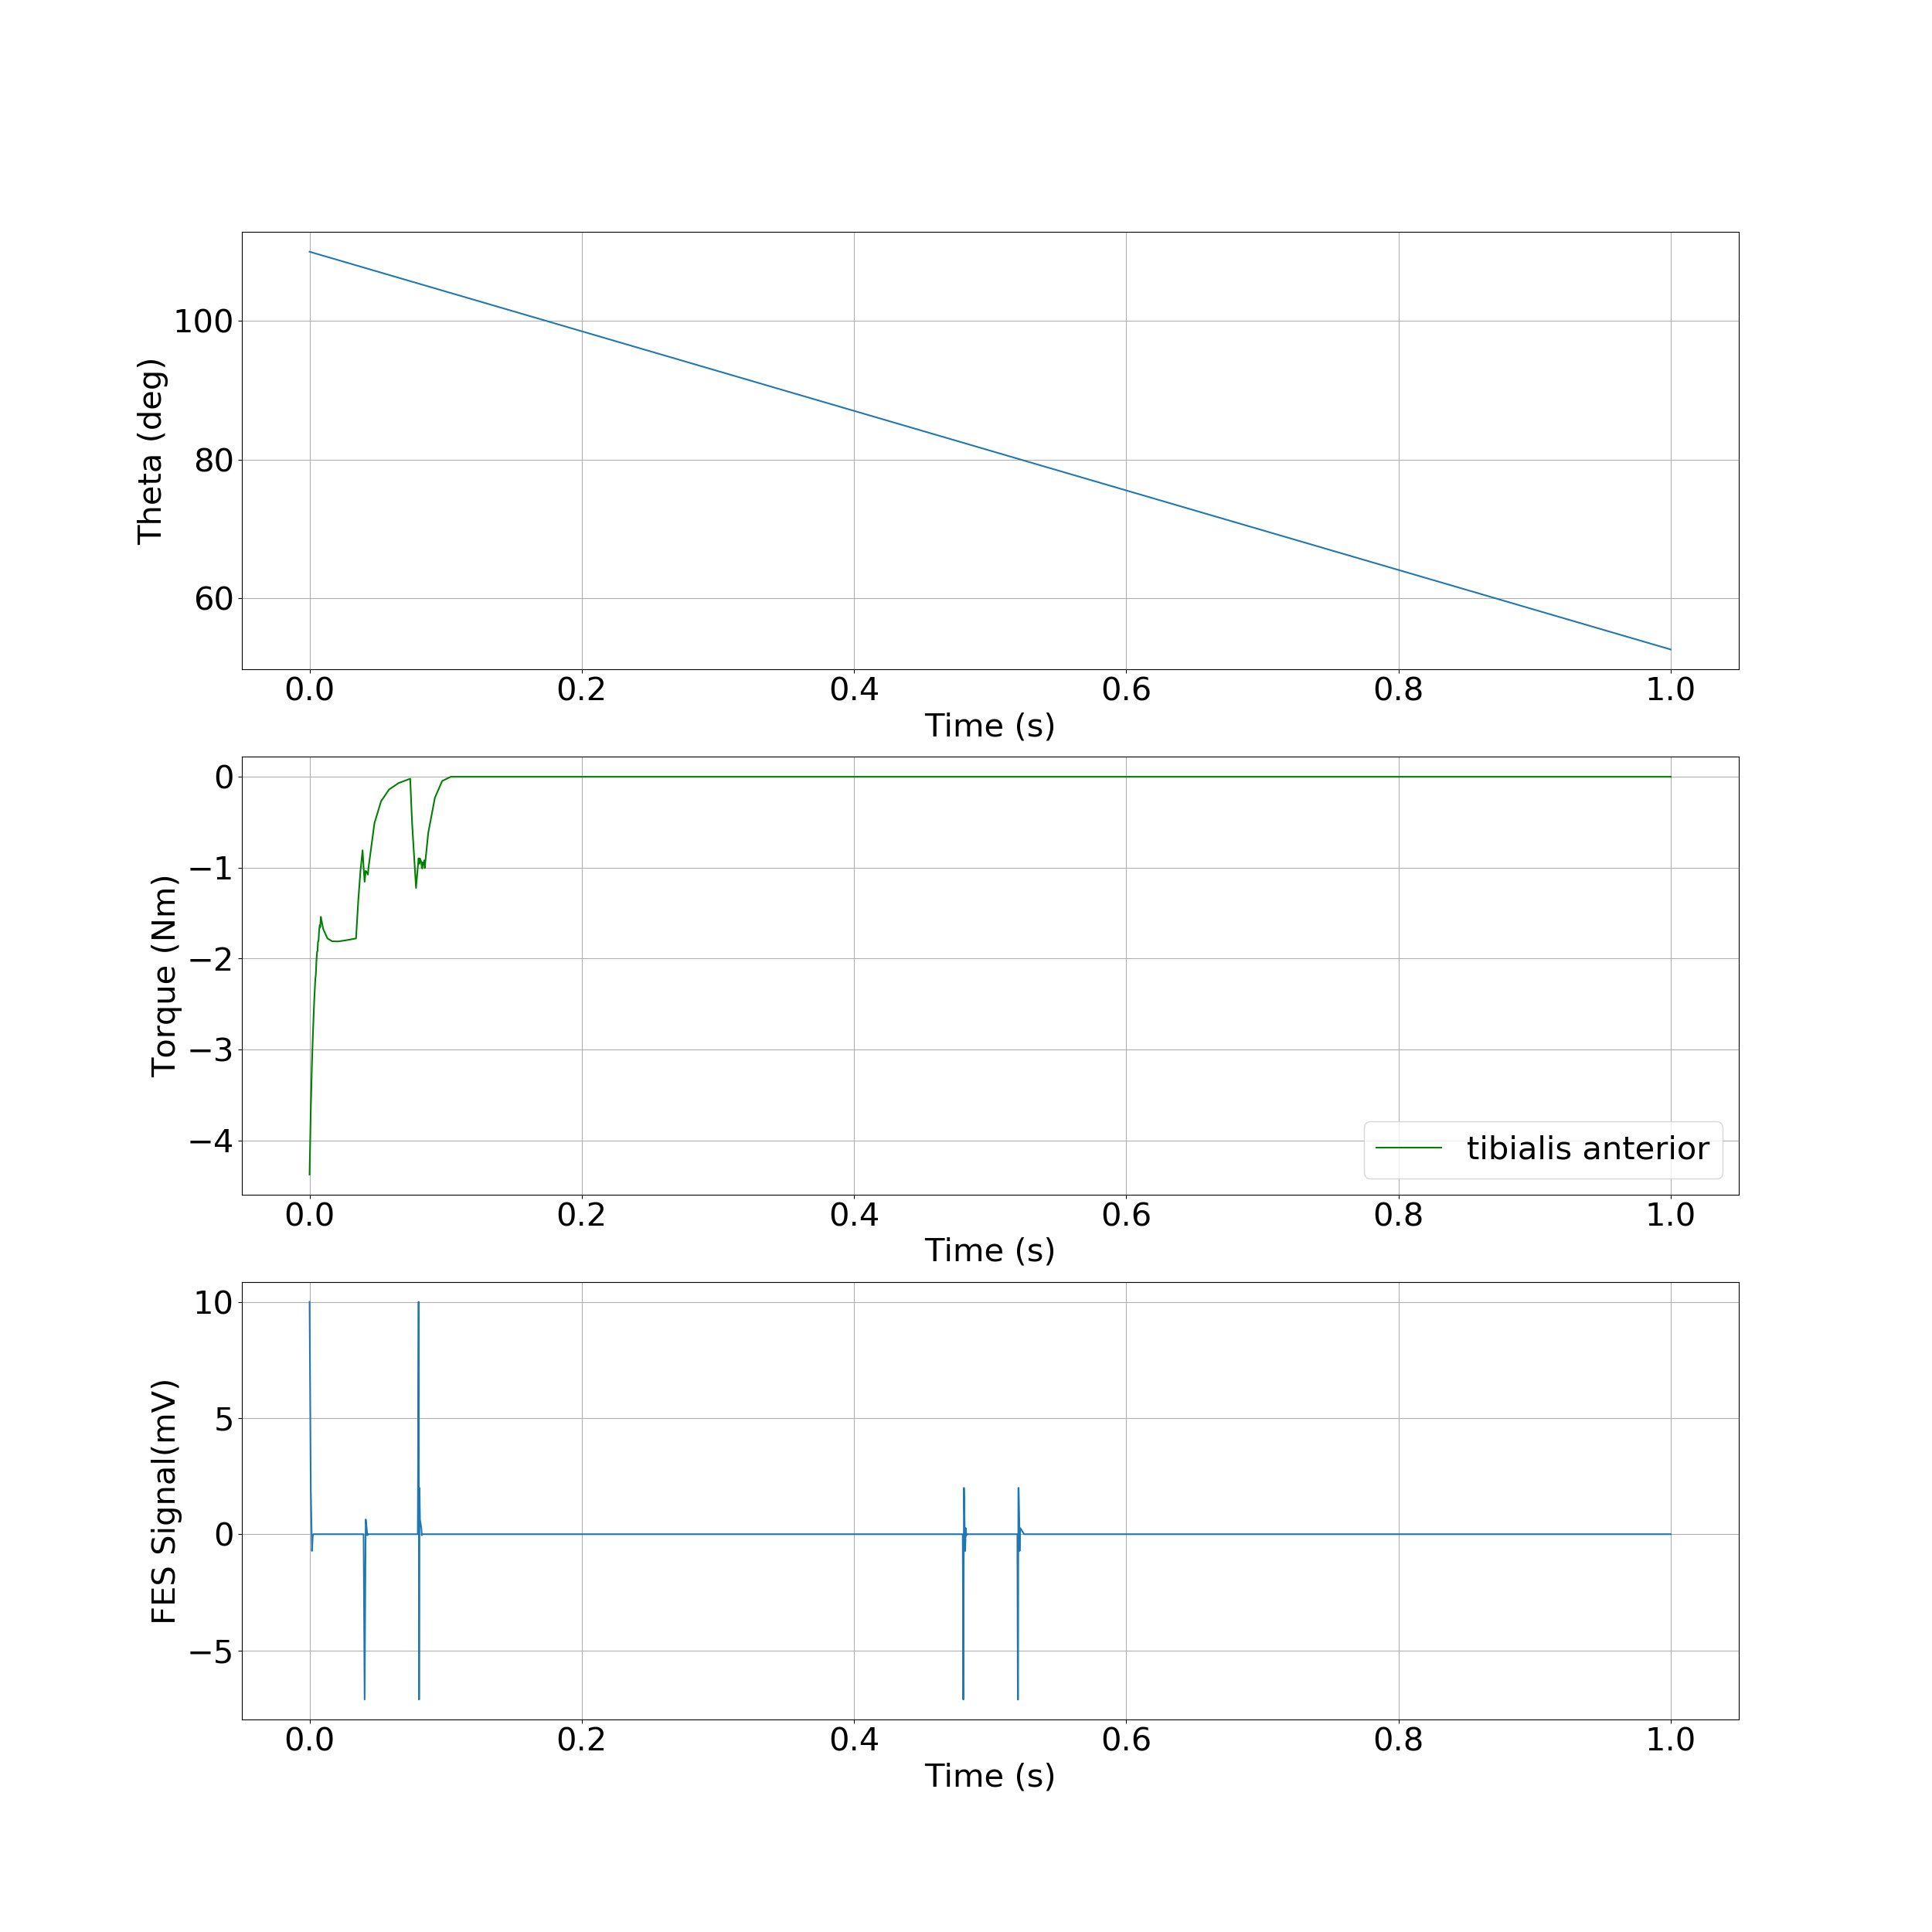 100
80
60
Theta (deg)
0.0 0.2 0.4 0.6 0.8 1.0
Time (s)
0
−1
−2
−3
−4
Torque (Nm)
tibialis anterior
0.0 0.2 0.4 0.6 0.8 1.0
Time (s)
10
5
0
−5
FES Signal(mV)
0.0 0.2 0.4 0.6 0.8 1.0
Time (s)